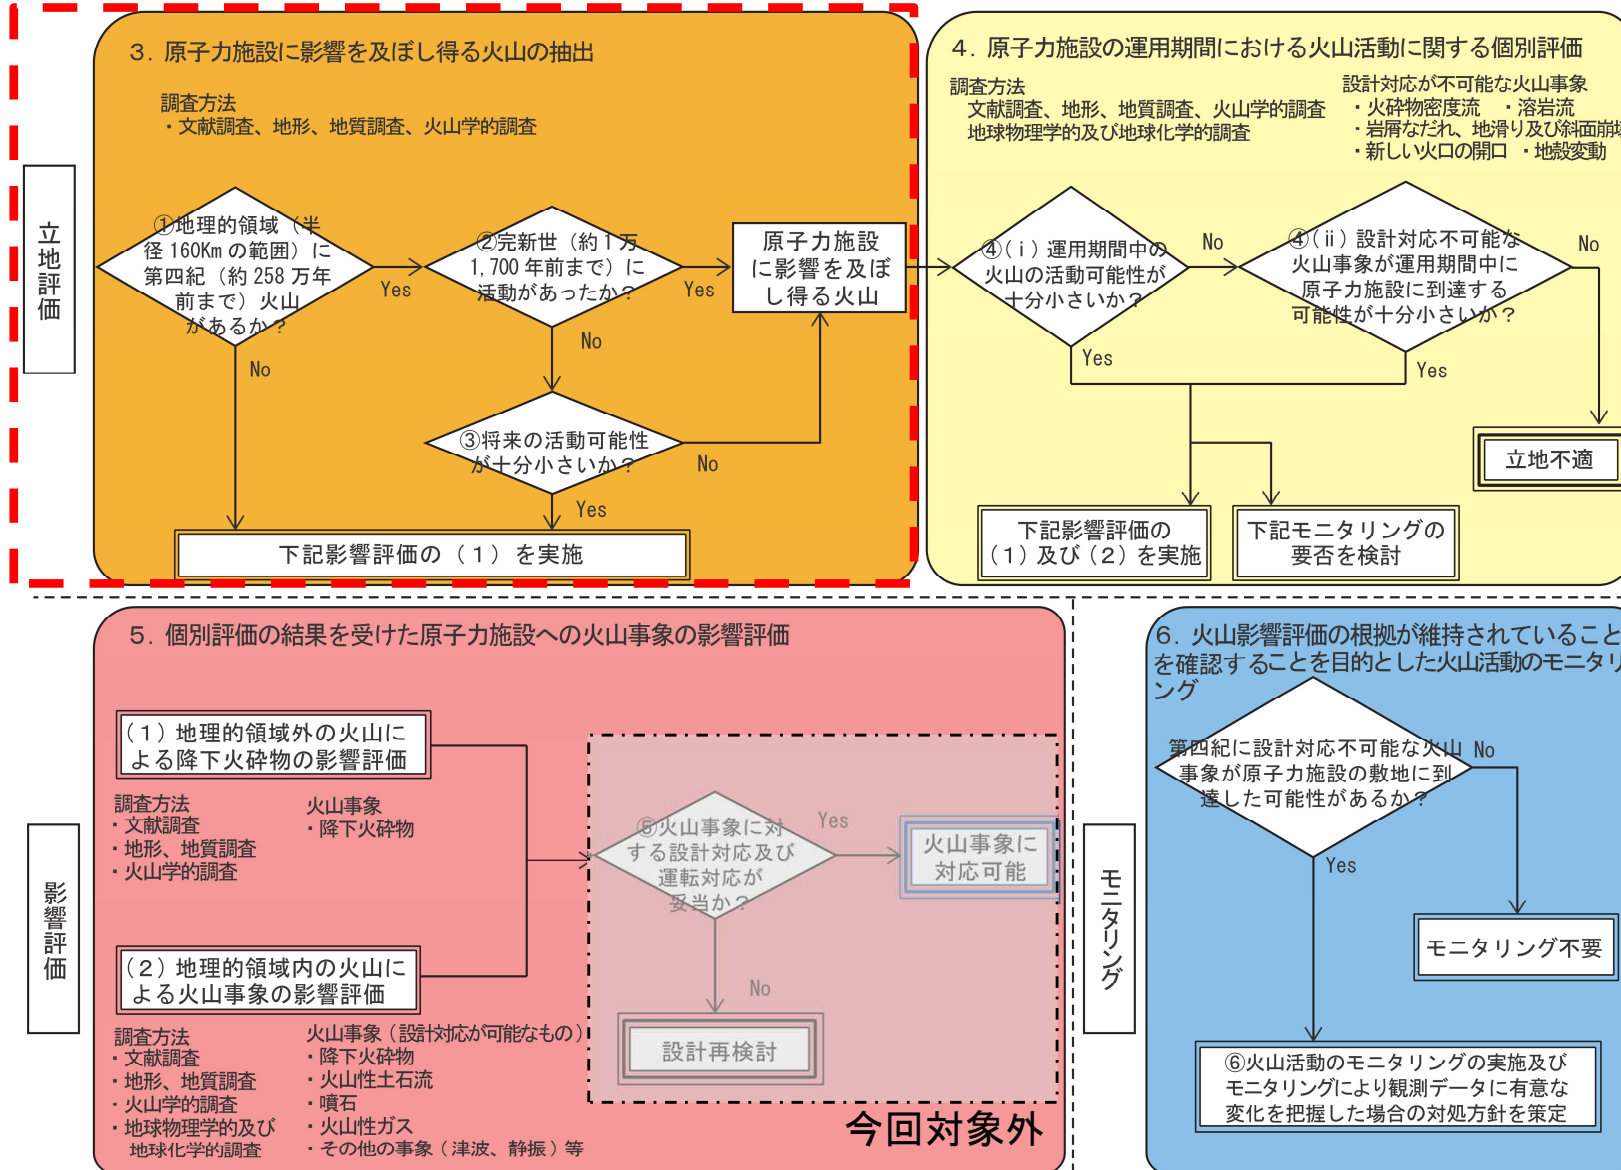 3. 原子力施設に影響を及ぼし得る火山の抽出
調査方法
・文献調査、地形、地質調査、火山学的調査
立地評価
①地理的領域（半
径 160Km の範囲）に
第四紀（約 258 万年
前まで）火山
があるか？
Yes
No
②完新世（約１万
1,700 年前まで）に
活動があったか？
Yes
No
原子力施設
に影響を及ぼ
し得る火山
③将来の活動可能性
が十分小さいか？
No
Yes
下記影響評価の（１）を実施
4. 原子力施設の運用期間における火山活動に関する個別評価
調査方法
文献調査、地形、地質調査、火山学的調査
地球物理学的及び地球化学的調査
設計対応が不可能な火山事象
・火砕物密度流　・溶岩流
・岩屑なだれ、地滑り及び斜面崩
・新しい火口の開口　・地殻変動
④(ⅰ) 運用期間中の
火山の活動可能性が
十分小さいか？
No
Yes
④(ⅱ) 設計対応不可能な
火山事象が運用期間中に
原子力施設に到達する
可能性が十分小さいか？
No
Yes
立地不適
下記影響評価の
（１）及び（２）を実施
下記モニタリングの
要否を検討
5. 個別評価の結果を受けた原子力施設への火山事象の影響評価
影響評価
（１）地理的領域外の火山に
よる降下火砕物の影響評価
調査方法
・文献調査
・地形、地質調査
・火山学的調査
火山事象
・降下火砕物
（２）地理的領域内の火山に
よる火山事象の影響評価
調査方法
・文献調査
・地形、地質調査
・火山学的調査
・地球物理学的及び
地球化学的調査
火山事象（設計対応が可能なもの）
・降下火砕物
・火山性土石流
・噴石
・火山性ガス
・その他の事象（津波、静振）等
⑤火山事象に対
する設計対応及び
運転対応が
妥当か？
Yes
No
火山事象に
対応可能
設計再検討
今回対象外
モニタリング
6. 火山影響評価の根拠が維持されていること
を確認することを目的とした火山活動のモニタリ
ング
第四紀に設計対応不可能な火山
事象が原子力施設の敷地に到
達した可能性があるか？
No
Yes
モニタリング不要
⑥火山活動のモニタリングの実施及び
モニタリングにより観測データに有意な
変化を把握した場合の対処方針を策定